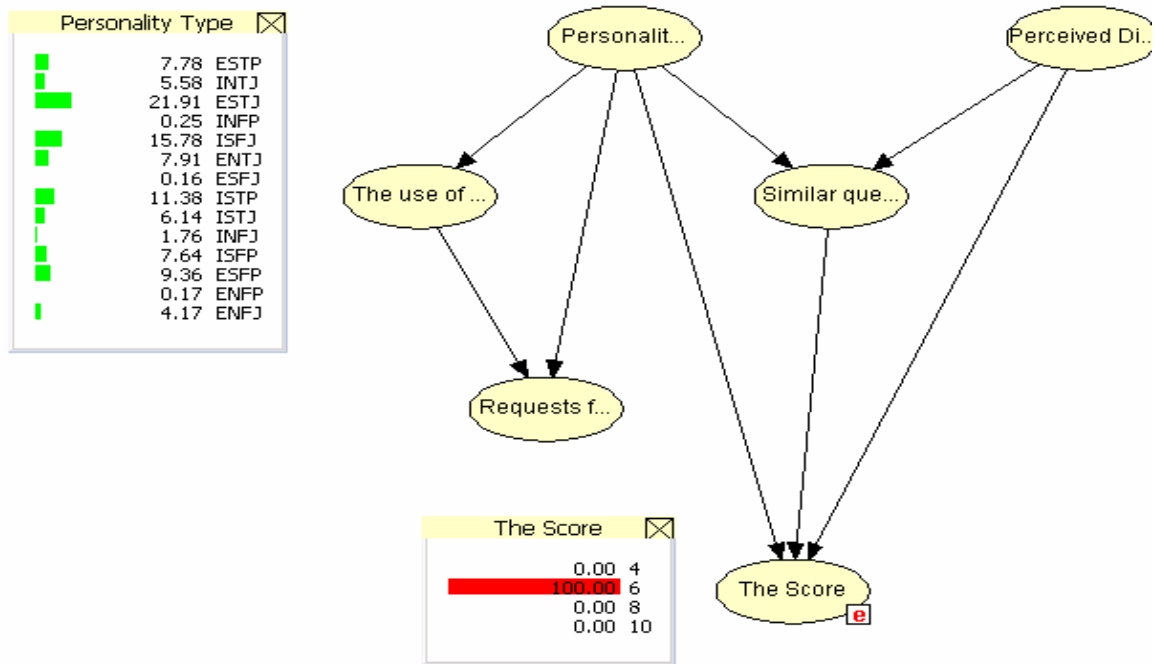 Personality Type
7.78 ESTP
5.58 INTJ
21.91 ESTJ
0.25 INFP
15.78 ISFJ
7.91 ENTJ
0.16 ESFJ
11.38 ISTP
6.14 ISTJ
1.76 INFJ
7.64 ISFP
9.36 ESFP
0.17 ENFP
4.17 ENFJ
Personalit...
Perceived Di...
The use of ...
Similar que...
Requests f...
The Score
0.00 4
100.00 6
0.00 8
0.00 10
The Score
e